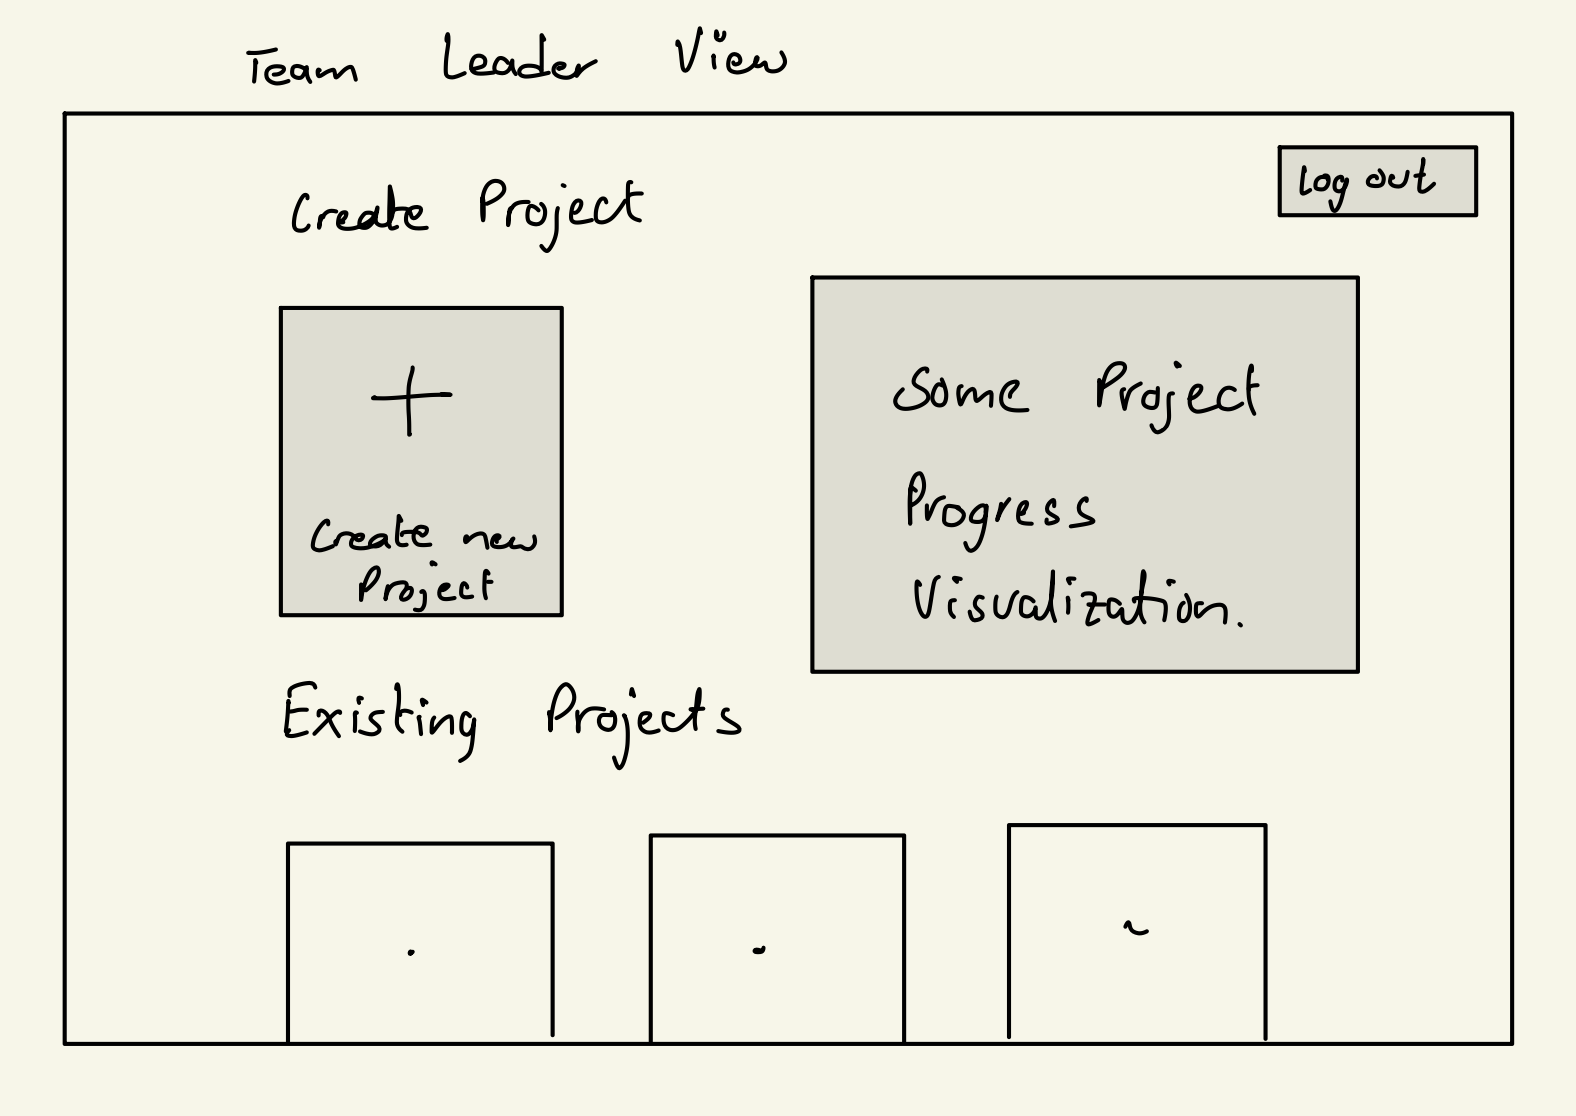 Team Leader View
Log out
Create Project
+
Create new
Project
Some Project
Progress
Visualization.
Existing Projects